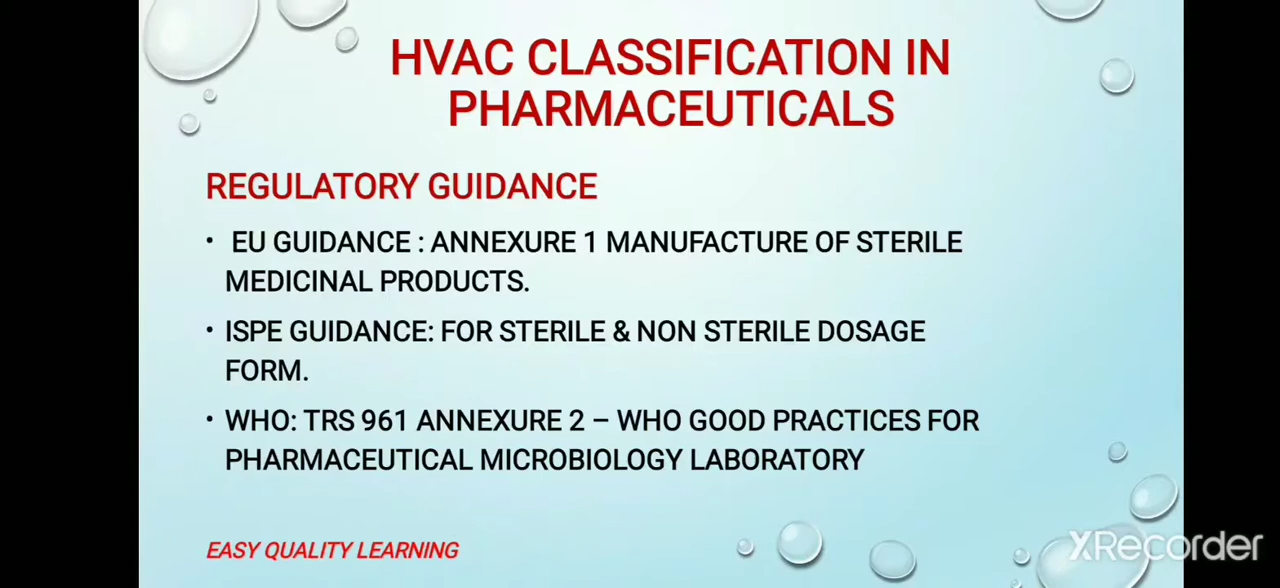 HVAC CLASSIFICATION IN
PHARMACEUTICALS
REGULATORY GUIDANCE
• EU GUIDANCE : ANNEXURE 1 MANUFACTURE OF STERILE
MEDICINAL PRODUCTS.
• ISPE GUIDANCE: FOR STERILE & NON STERILE DOSAGE
FORM.
• WHO: TRS 961 ANNEXURE 2 – WHO GOOD PRACTICES FOR
PHARMACEUTICAL MICROBIOLOGY LABORATORY
EASY QUALITY LEARNING
XRecorder